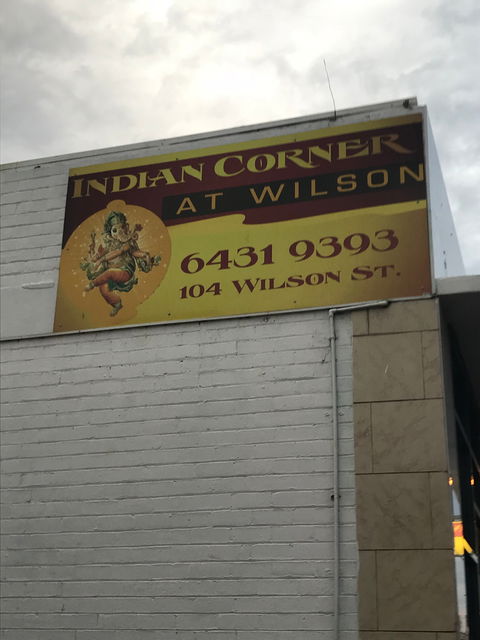 INDIAN CORNER
AT WILSON
6431 9393
104 WILSON ST.